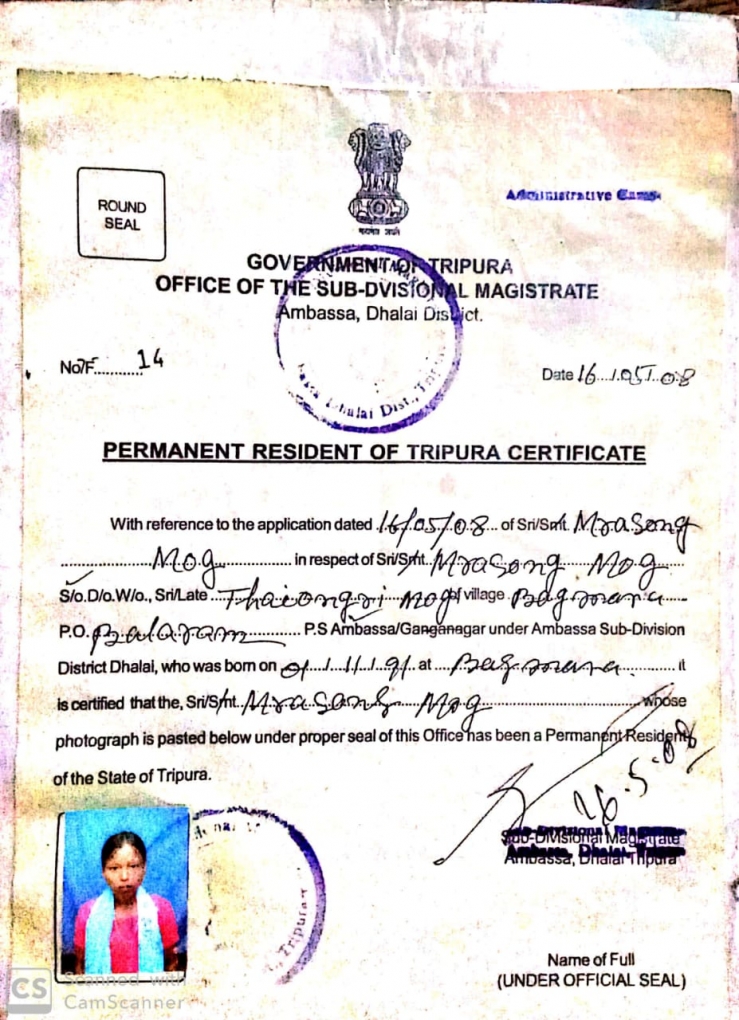 ROUND
SEAL
Administrative Camp
सत्यमेव जयते
GOVERNMENT OF TRIPURA
OFFICE OF THE SUB-DVISIONAL MAGISTRATE
Ambassa, Dhalai District.
Dhalai Dist., Tripura
No/F............14
Date 16...1.05/..08
PERMANENT RESIDENT OF TRIPURA CERTIFICATE
With reference to the application dated 16/05/08 of Sri/Smt. Mrasong
Mog in respect of Sri/Smt. Mrasong Mog
S/o.D/o.W/o., Sri/Late Mog of village Bagmara
P.O. Balaram P.S Ambassa/Ganganagar under Ambassa Sub-Division
District Dhalai, who was born on 01/11/91 at Bagmara it
is certified that the, Sri/Smt. Mrasong Mog whose
photograph is pasted below under proper seal of this Office has been a Permanent Resident
of the State of Tripura.
Sub-Divisional Magistrate
Ambassa, Dhalai Tripura
Tripura
Name of Full
(UNDER OFFICIAL SEAL)
CS Scanned with
CamScanner